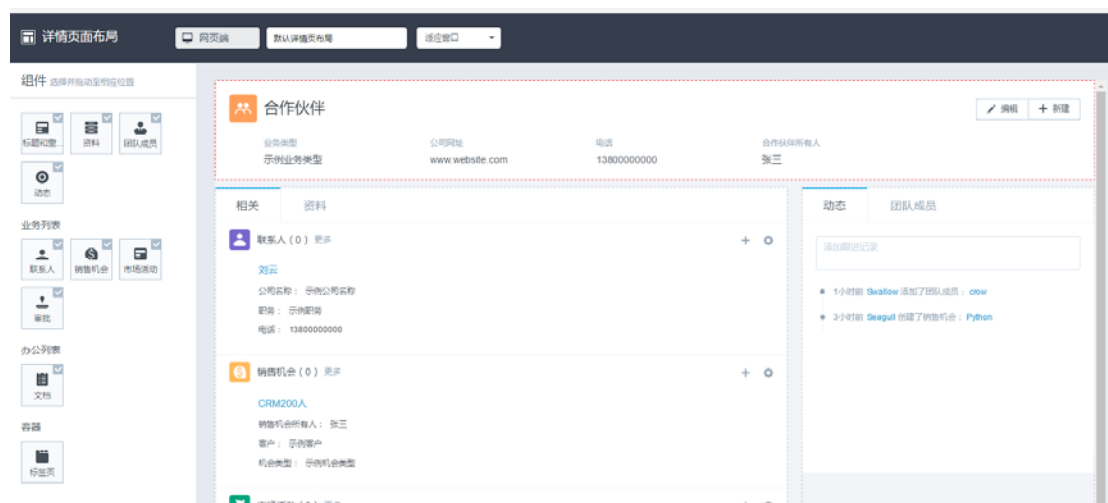 详情页面布局
网页端
默认详情页布局
适应窗口
组件 选择并拖动至相应位置
标题和重...
资料
团队成员
动态
业务列表
联系人
销售机会
市场活动
审批
办公列表
文档
容器
标签页
合作伙伴
编辑
新建
业务类型
公司网址
电话
合作伙伴所有人
示例业务类型
www.website.com
13800000000
张三
相关
资料
联系人 ( 0 ) 更多
刘云
公司名称： 示例公司名称
职务： 示例职务
电话： 13800000000
销售机会 ( 0 ) 更多
CRM200人
销售机会所有人： 张三
客户： 示例客户
机会类型： 示例机会类型
动态
团队成员
添加跟进记录
1小时前 Swallow 添加了团队成员： crow
3小时前 Seagull 创建了销售机会： Python